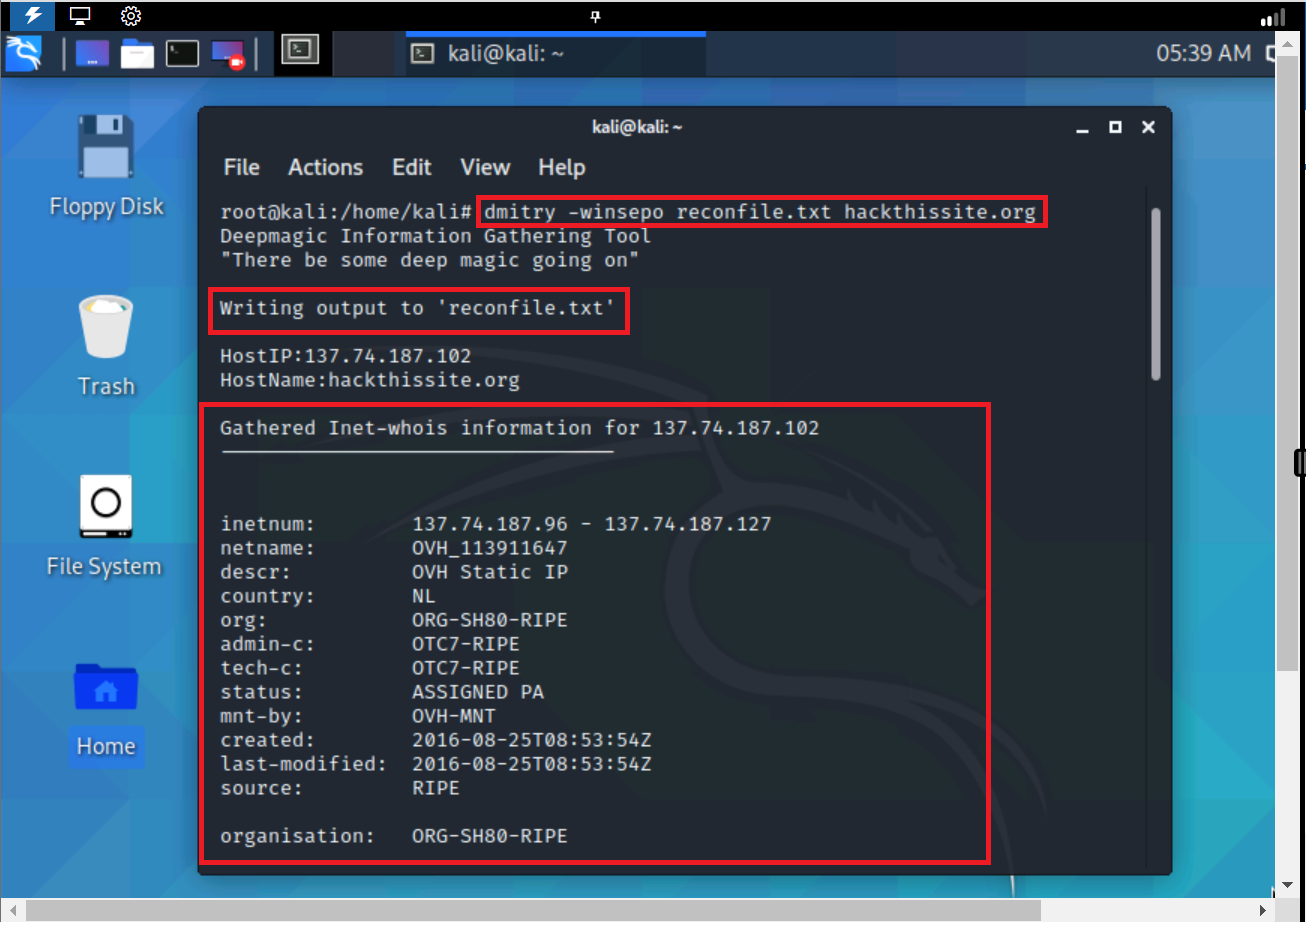 kali@kali: ~
05:39 AM
Floppy Disk
Trash
File System
Home
kali@kali: ~
File Actions Edit View Help
root@kali:/home/kali# dmitry -winsepo reconfile.txt hackthissite.org
Deepmagic Information Gathering Tool
"There be some deep magic going on"
Writing output to 'reconfile.txt'
HostIP:137.74.187.102
HostName:hackthissite.org
Gathered Inet-whois information for 137.74.187.102
inetnum: 137.74.187.96 - 137.74.187.127
netname: OVH_113911647
descr: OVH Static IP
country: NL
org: ORG-SH80-RIPE
admin-c: OTC7-RIPE
tech-c: OTC7-RIPE
status: ASSIGNED PA
mnt-by: OVH-MNT
created: 2016-08-25T08:53:54Z
last-modified: 2016-08-25T08:53:54Z
source: RIPE
organisation: ORG-SH80-RIPE